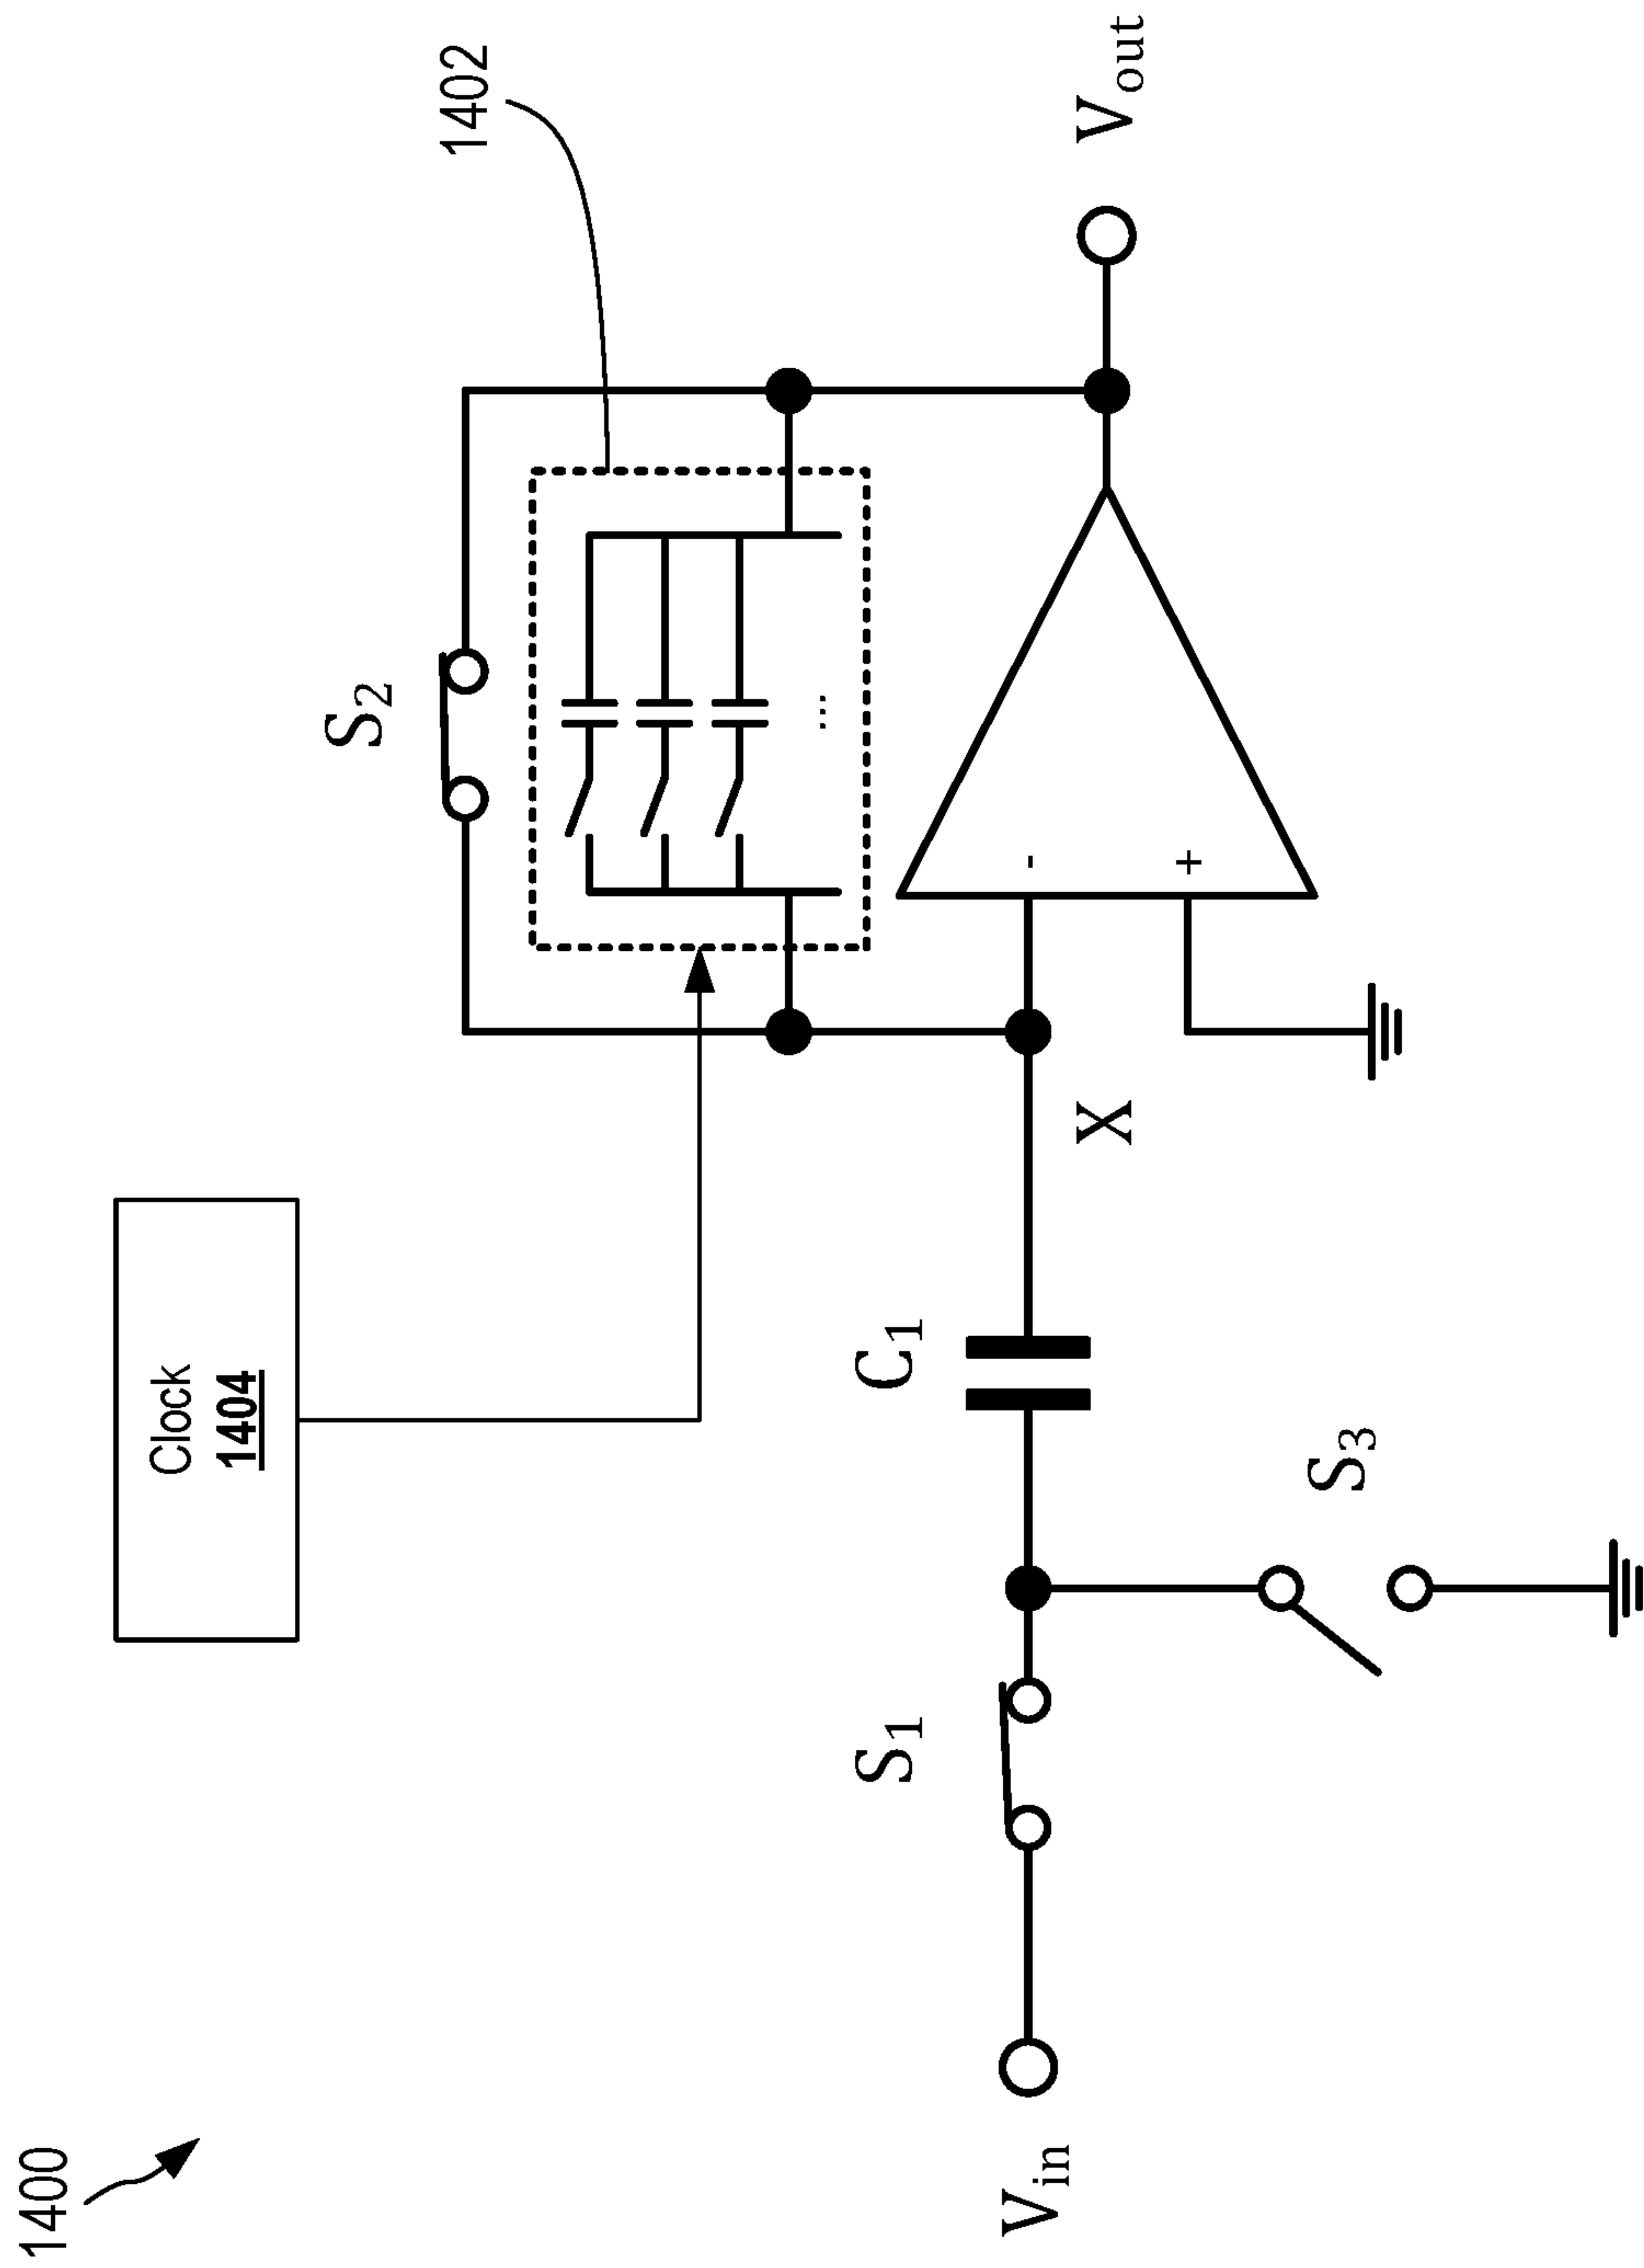 1400
Clock
1404
1402
S2
C1
S1
S3
X
-
+
...
Vin
Vout